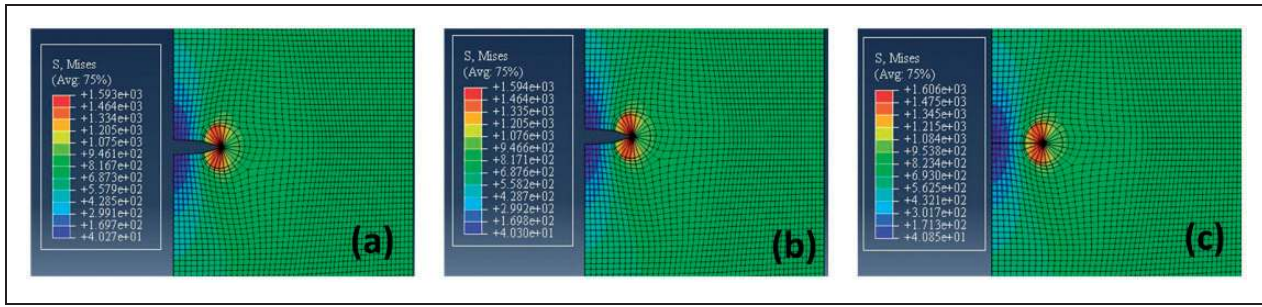 S, Mises
(Avg: 75%)
+1.593e+03
+1.464e+03
+1.334e+03
+1.205e+03
+1.075e+03
+9.461e+02
+8.167e+02
+6.873e+02
+5.579e+02
+4.285e+02
+2.991e+02
+1.697e+02
+4.027e+01
(a)
S, Mises
(Avg: 75%)
+1.594e+03
+1.464e+03
+1.335e+03
+1.205e+03
+1.076e+03
+9.466e+02
+8.171e+02
+6.876e+02
+5.582e+02
+4.287e+02
+2.992e+02
+1.698e+02
+4.030e+01
(b)
S, Mises
(Avg: 75%)
+1.606e+03
+1.475e+03
+1.345e+03
+1.215e+03
+1.084e+03
+9.538e+02
+8.234e+02
+6.930e+02
+5.625e+02
+4.321e+02
+3.017e+02
+1.713e+02
+4.085e+01
(c)